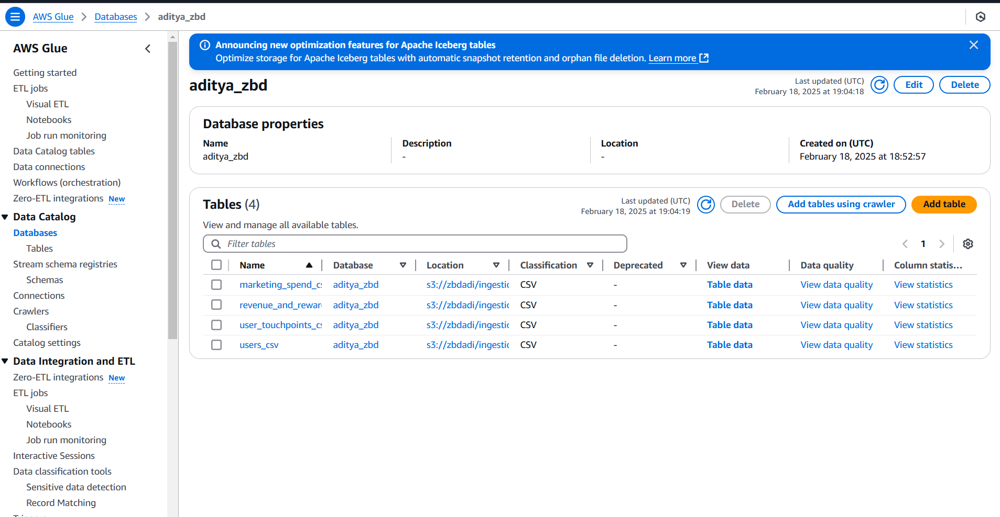 AWS Glue > Databases > aditya_zbd
AWS Glue
Getting started
ETL jobs
Visual ETL
Notebooks
Job run monitoring
Data Catalog tables
Data connections
Workflows (orchestration)
Zero-ETL integrations New
Data Catalog
Databases
Tables
Stream schema registries
Schemas
Connections
Crawlers
Classifiers
Catalog settings
Data Integration and ETL
Zero-ETL integrations New
ETL jobs
Visual ETL
Notebooks
Job run monitoring
Interactive Sessions
Data classification tools
Sensitive data detection
Record Matching
Announcing new optimization features for Apache Iceberg tables
Optimize storage for Apache Iceberg tables with automatic snapshot retention and orphan file deletion. Learn more
aditya_zbd
Last updated (UTC)
February 18, 2025 at 19:04:18
Edit
Delete
Database properties
Name
aditya_zbd
Description
-
Location
-
Created on (UTC)
February 18, 2025 at 18:52:57
Tables (4)
Last updated (UTC)
February 18, 2025 at 19:04:19
Delete
Add tables using crawler
Add table
View and manage all available tables.
Filter tables
1
Name Database Location Classification Deprecated View data Data quality Column statis...
marketing_spend_cs aditya_zbd s3://zbdadi/ingestic CSV - Table data View data quality View statistics
revenue_and_rewar aditya_zbd s3://zbdadi/ingestic CSV - Table data View data quality View statistics
user_touchpoints_cs aditya_zbd s3://zbdadi/ingestic CSV - Table data View data quality View statistics
users_csv aditya_zbd s3://zbdadi/ingestic CSV - Table data View data quality View statistics